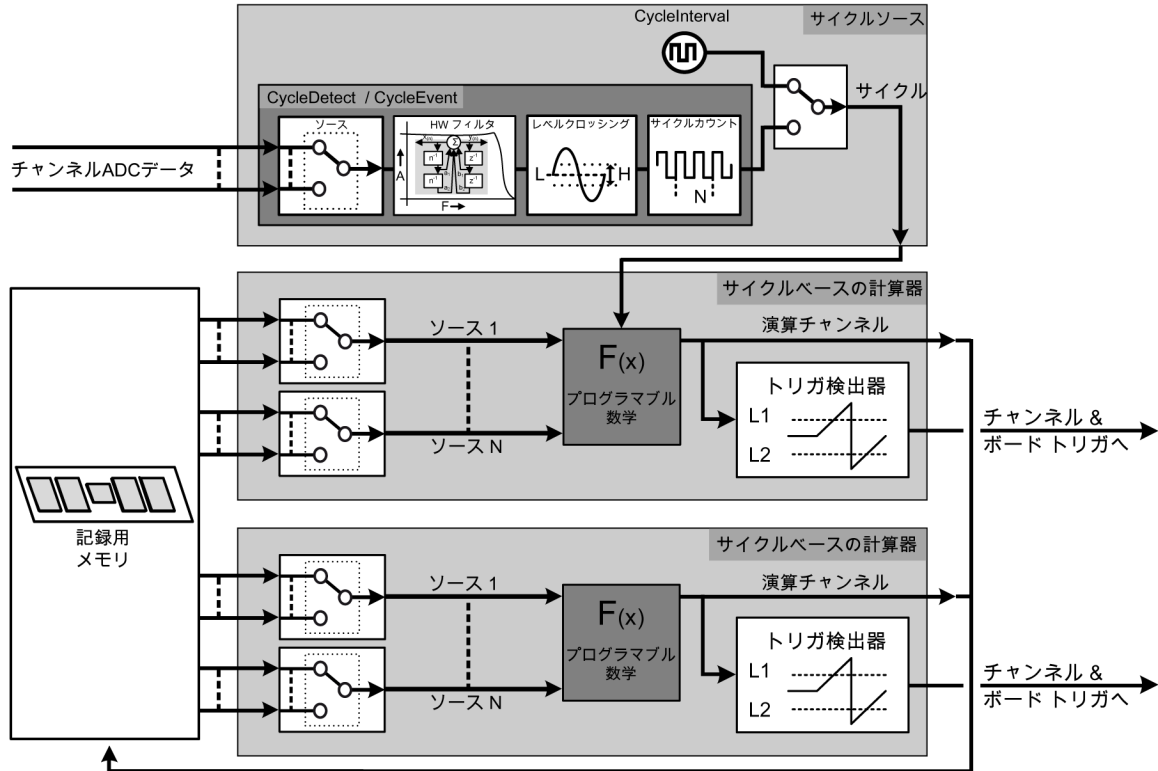 CycleInterval
サイクルソース
CycleDetect / CycleEvent
サイクル
ソース
HW フィルタ
レベルクロッシング
サイクルカウント
チャンネルADCデータ
Σ
A
F
L
H
N
サイクルベースの計算器
ソース 1
演算チャンネル
F(x)
プログラマブル
数学
トリガ検出器
L1
L2
ソース N
チャンネル &
ボード トリガへ
記録用
メモリ
サイクルベースの計算器
ソース 1
演算チャンネル
F(x)
プログラマブル
数学
トリガ検出器
L1
L2
ソース N
チャンネル &
ボード トリガへ